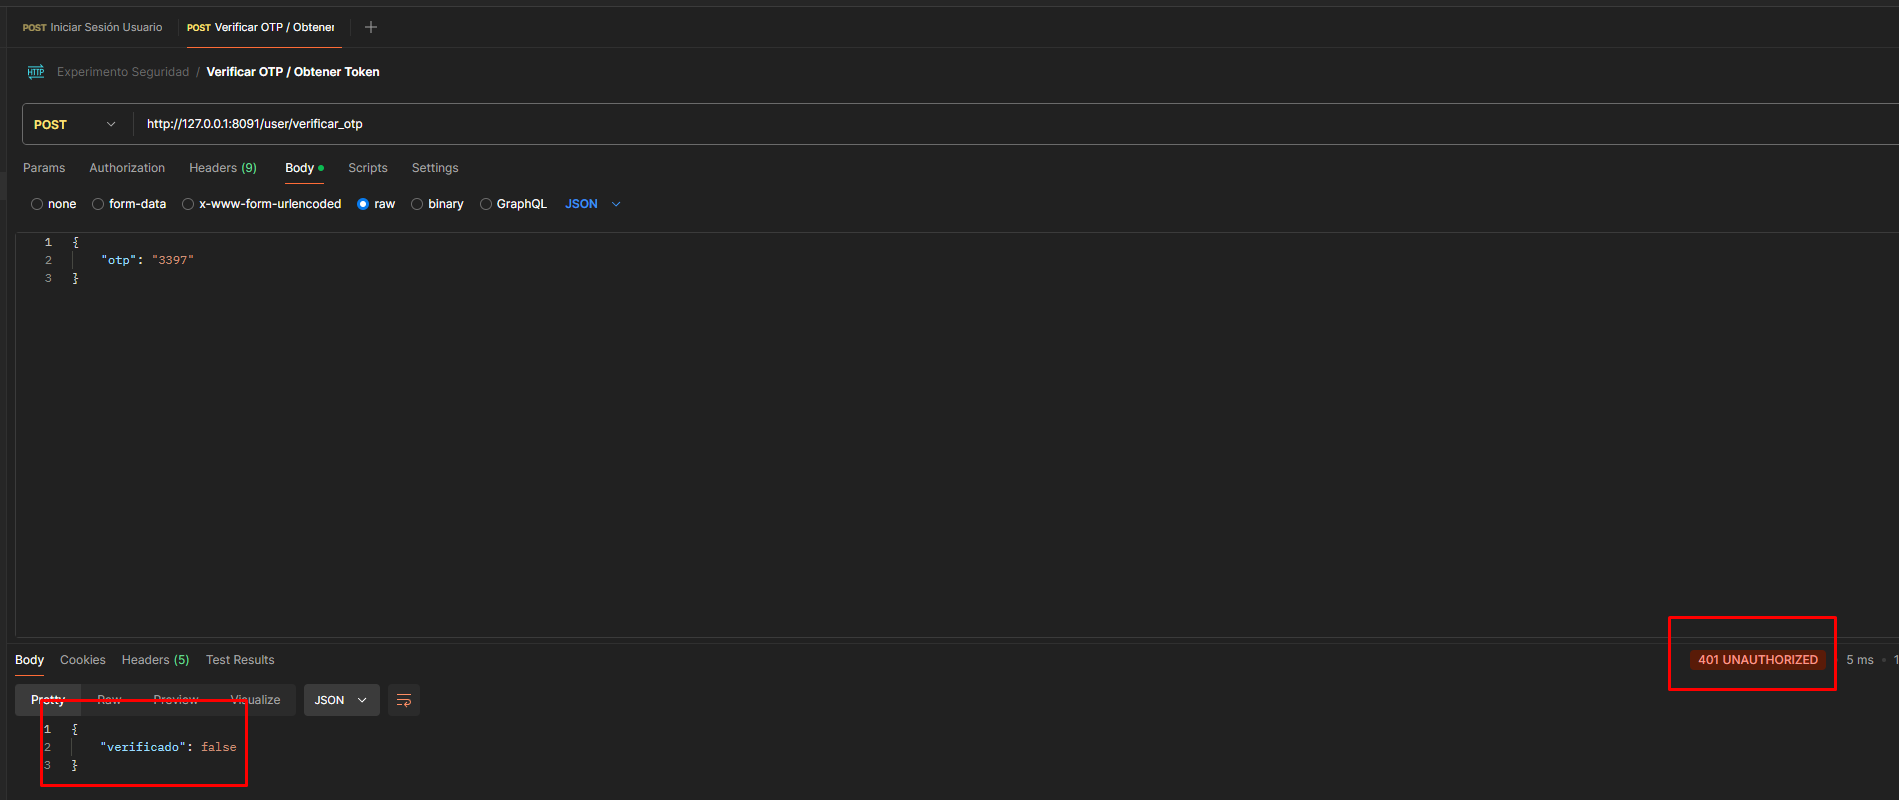 POST Iniciar Sesión Usuario POST Verificar OTP / Obtener
HTTP Experimento Seguridad / Verificar OTP / Obtener Token
POST http://127.0.0.1:8091/user/verificar_otp
Params Authorization Headers (9) Body Scripts Settings
none form-data x-www-form-urlencoded raw binary GraphQL JSON
1 {
2 "otp": "3397"
3 }
Body Cookies Headers (5) Test Results 401 UNAUTHORIZED 5 ms 1
Pretty Raw Preview Visualize JSON
1 {
2 "verificado": false
3 }